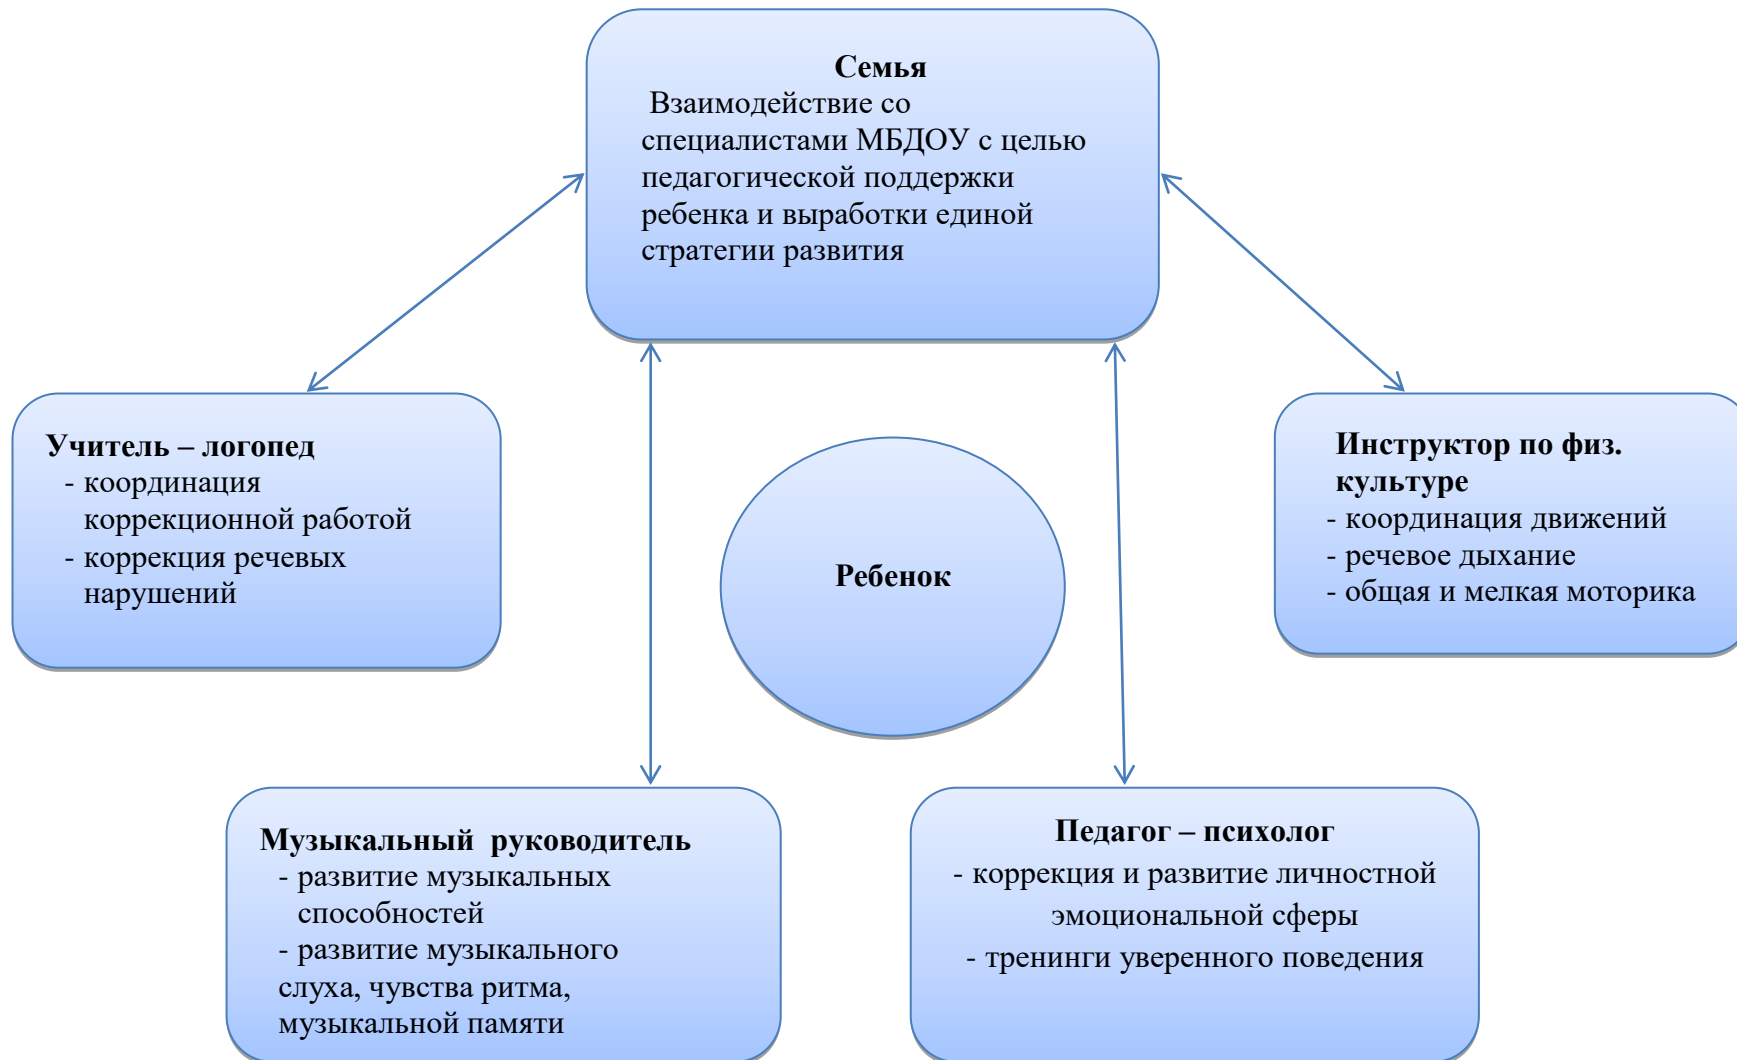 Семья
Взаимодействие со
специалистами МБДОУ с целью
педагогической поддержки
ребенка и выработки единой
стратегии развития
Учитель – логопед
- координация
коррекционной работой
- коррекция речевых
нарушений
Ребенок
Инструктор по физ.
культуре
- координация движений
- речевое дыхание
- общая и мелкая моторика
Музыкальный руководитель
- развитие музыкальных
способностей
- развитие музыкального
слуха, чувства ритма,
музыкальной памяти
Педагог – психолог
- коррекция и развитие личностной
эмоциональной сферы
- тренинги уверенного поведения